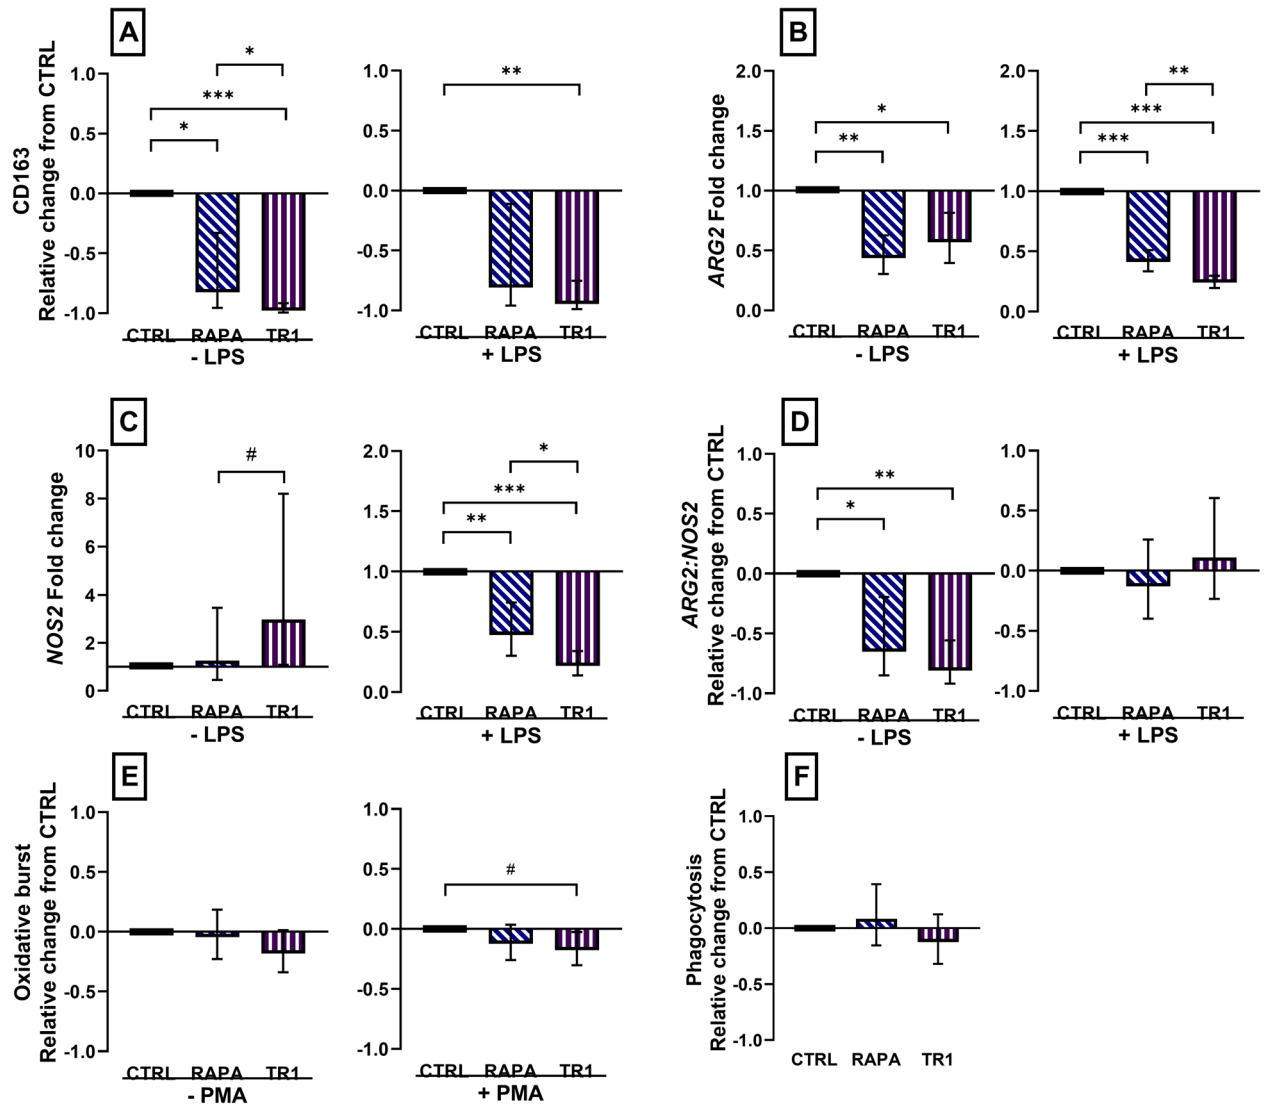 A
CD163
Relative change from CTRL
1.0
0.5
0.0
-0.5
-1.0
*
***
*
CTRL RAPA TR1
- LPS
1.0
0.5
0.0
-0.5
-1.0
**
CTRL RAPA TR1
+ LPS
B
ARG2 Fold change
2.0
1.5
1.0
0.5
0.0
*
**
CTRL RAPA TR1
- LPS
2.0
1.5
1.0
0.5
0.0
**
***
***
CTRL RAPA TR1
+ LPS
C
NOS2 Fold change
10
8
6
4
2
0
#
CTRL RAPA TR1
- LPS
2.0
1.5
1.0
0.5
0.0
*
***
**
CTRL RAPA TR1
+ LPS
D
ARG2:NOS2
Relative change from CTRL
1.0
0.5
0.0
-0.5
-1.0
**
*
CTRL RAPA TR1
- LPS
1.0
0.5
0.0
-0.5
-1.0
CTRL RAPA TR1
+ LPS
E
Oxidative burst
Relative change from CTRL
1.0
0.5
0.0
-0.5
-1.0
CTRL RAPA TR1
- PMA
1.0
0.5
0.0
-0.5
-1.0
#
CTRL RAPA TR1
+ PMA
F
Phagocytosis
Relative change from CTRL
1.0
0.5
0.0
-0.5
-1.0
CTRL RAPA TR1